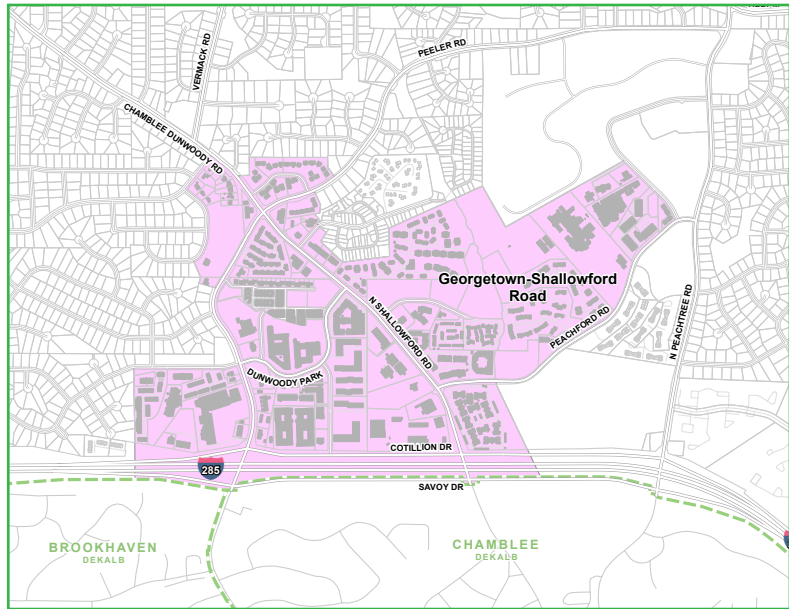 VERMACK RD
PEELER RD
CHAMBLEE DUNWOODY RD
Georgetown-Shallowford
Road
N SHALLOWFORD RD
PEACHFORD RD
N PEACHTREE RD
DUNWOODY PARK
COTILLION DR
285
SAVOY DR
BROOKHAVEN
DEKALB
CHAMBLEE
DEKALB